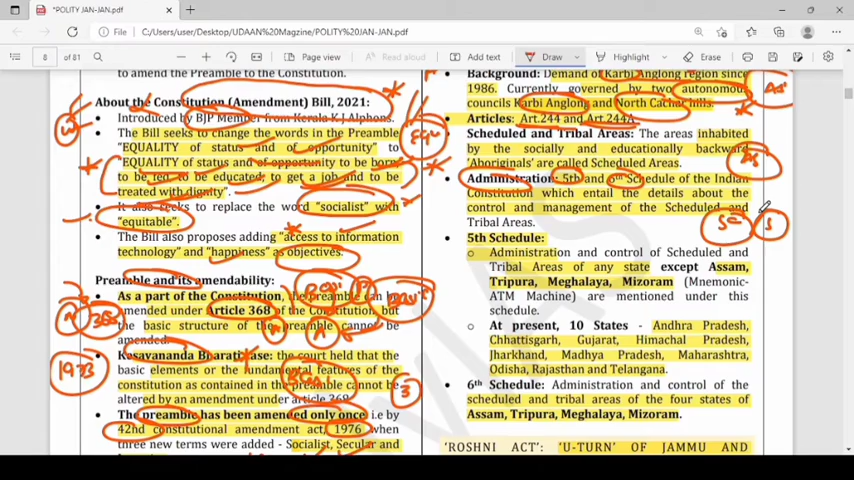 POLITY*JAN-JAN.pdf
C:/Users/user/Desktop/UDAAN%20Magzine/POLITY%20JAN-JAN.pdf
8 of 81
Page view
Read aloud
Add text
Draw
Highlight
Erase
to amend the Preamble to the Constitution.
About the Constitution (Amendment) Bill, 2021:
Introduced by BJP Member from Kerala K J Alphons.
The Bill seeks to change the words in the Preamble
"EQUALITY of status and of opportunity" to
"EQUALITY of status and of opportunity to be born,
to be fed, to be educated, to get a job and to be
treated with dignity".
It also seeks to replace the word "socialist" with
"equitable".
The Bill also proposes adding "access to information
technology" and "happiness" as objectives.
Preamble and its amendability:
As a part of the Constitution, the preamble can be
amended under Article 368 of the Constitution, but
the basic structure of the preamble cannot be
amended.
Kesavananda Bharati case: the court held that the
basic elements or the fundamental features of the
constitution as contained in the preamble cannot be
altered by an amendment under article 368.
The preamble has been amended only once i.e by
42nd constitutional amendment act, 1976 when
three new terms were added - Socialist, Secular and
368
1973
3
Background: Demand of Karbi Anglong region since
1986. Currently governed by two autonomous
councils Karbi Anglong and North Cachar hills.
Articles: Art.244 and Art.244A
Scheduled and Tribal Areas: The areas inhabited
by the socially and educationally backward
'Aboriginals' are called Scheduled Areas.
Administration: 5th and 6th Schedule of the Indian
Constitution which entail the details about the
control and management of the Scheduled and
Tribal Areas.
5th Schedule:
Administration and control of Scheduled and
Tribal Areas of any state except Assam,
Tripura, Meghalaya, Mizoram (Mnemonic-
ATM Machine) are mentioned under this
schedule.
At present, 10 States - Andhra Pradesh,
Chhattisgarh, Gujarat, Himachal Pradesh,
Jharkhand, Madhya Pradesh, Maharashtra,
Odisha, Rajasthan and Telangana.
6th Schedule: Administration and control of the
scheduled and tribal areas of the four states of
Assam, Tripura, Meghalaya, Mizoram.
'ROSHNI ACT': 'U-TURN' OF JAMMU AND